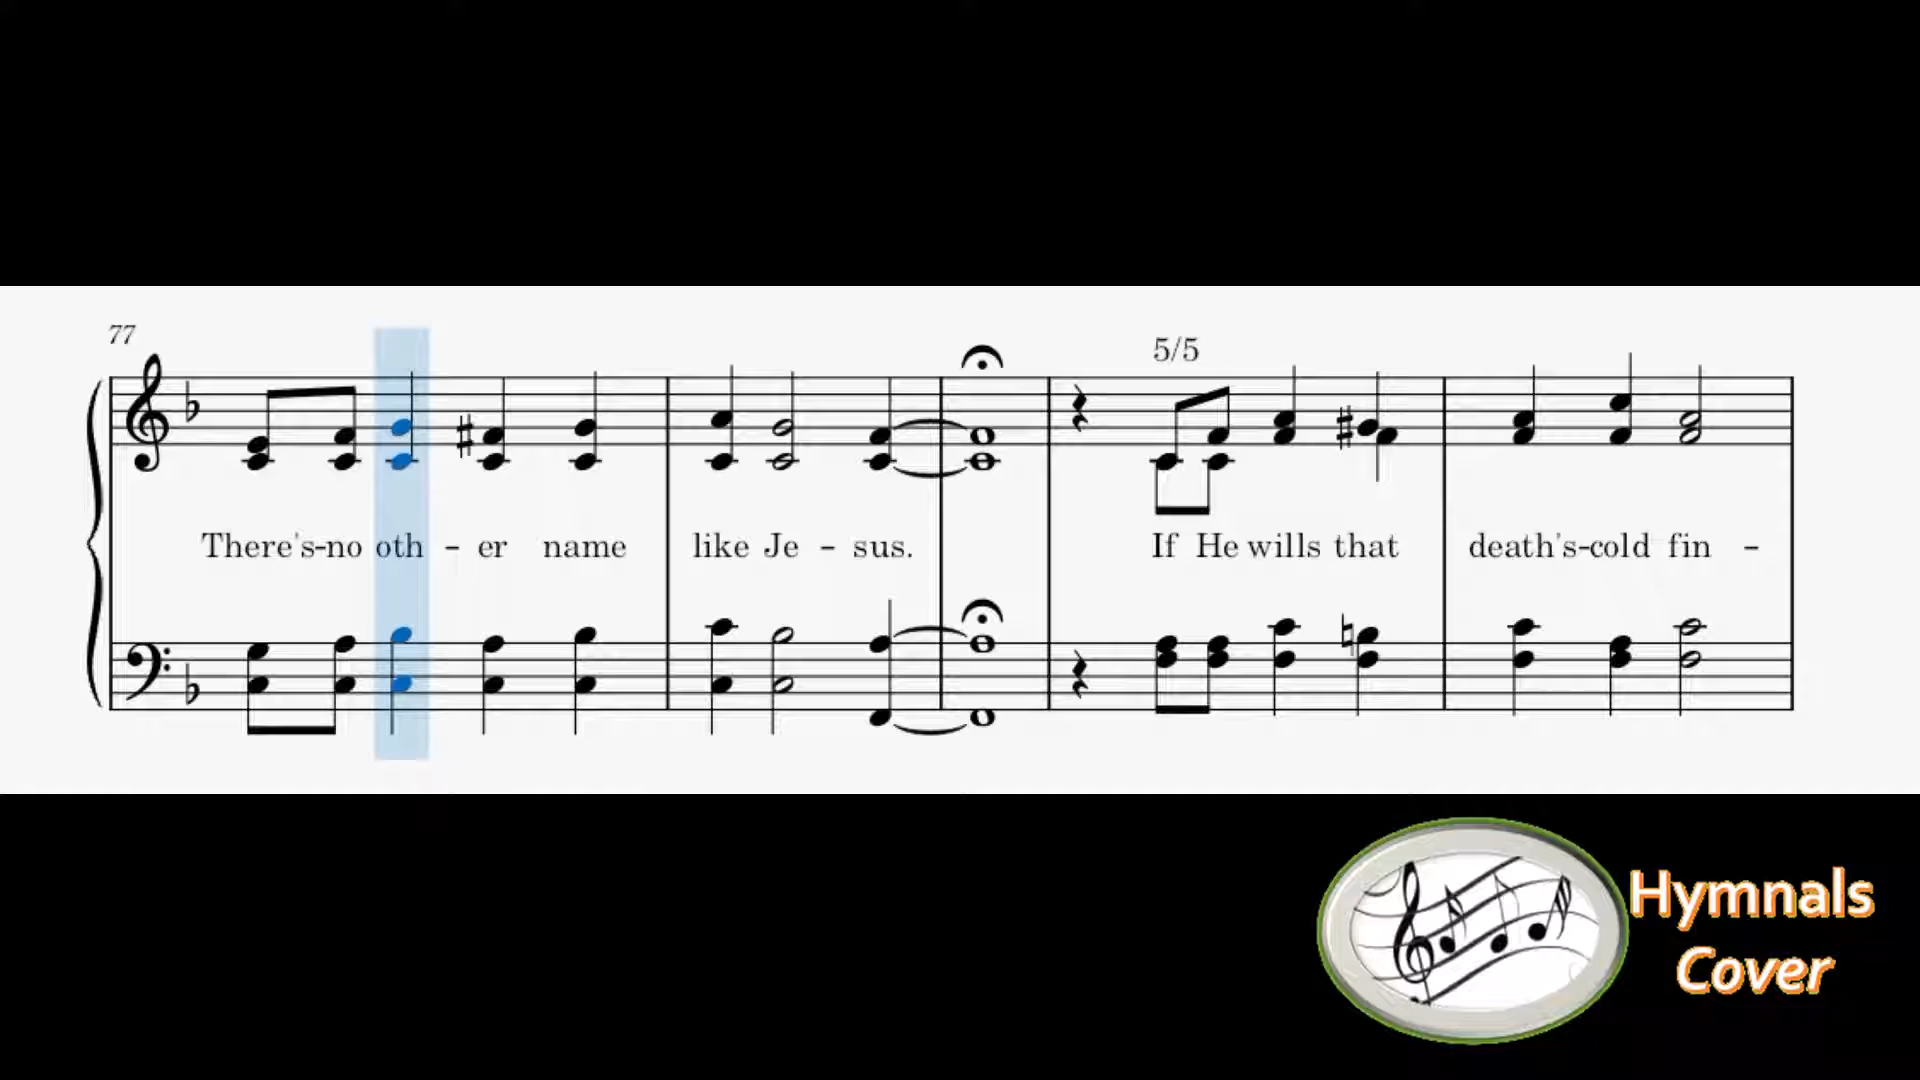 77
5/5
There's-no oth - er name like Je - sus. If He wills that death's-cold fin -
Hymnals
Cover